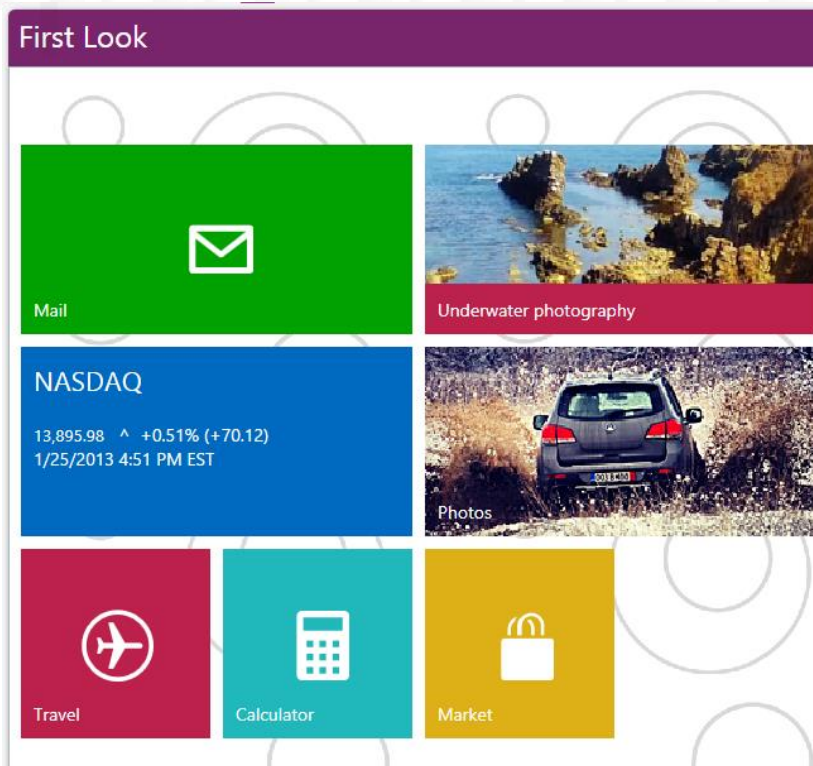 First Look
Mail
Underwater photography
NASDAQ
13,895.98 ^ +0.51% (+70.12)
1/25/2013 4:51 PM EST
Photos
Travel
Calculator
Market